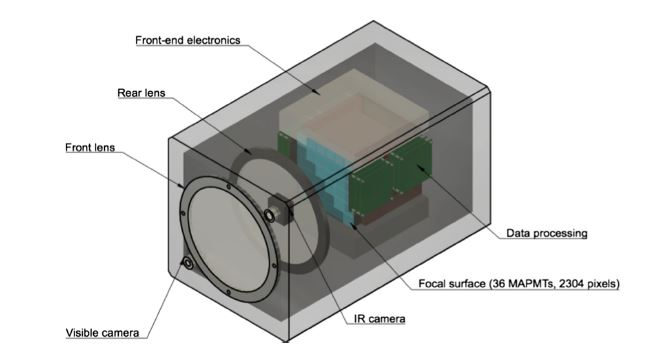 Front-end electronics
Rear lens
Front lens
Data processing
Focal surface (36 MAPMTs, 2304 pixels)
IR camera
Visible camera